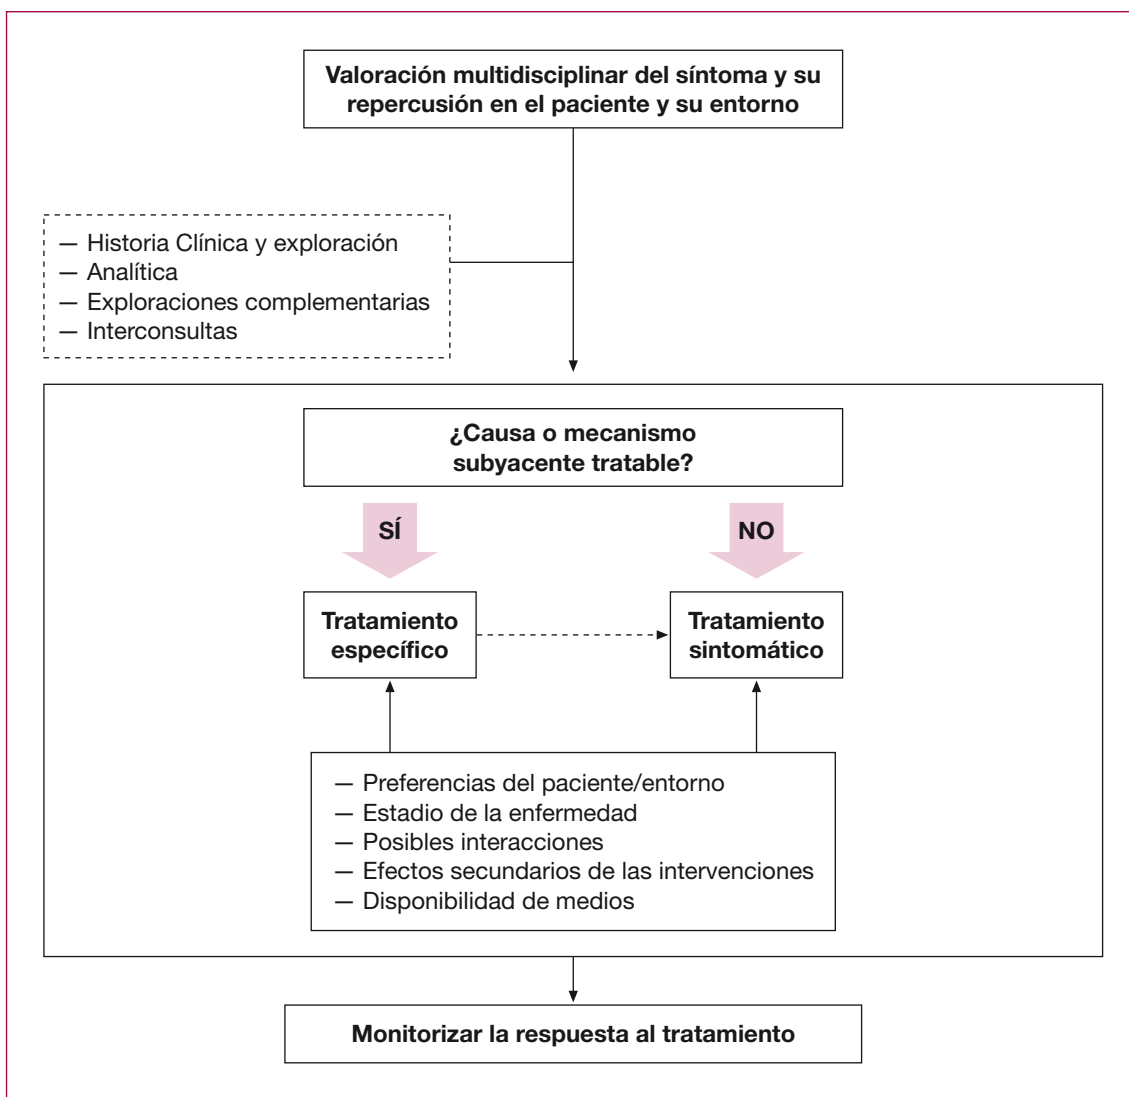 Valoración multidisciplinar del síntoma y su
repercusión en el paciente y su entorno
— Historia Clínica y exploración
— Analítica
— Exploraciones complementarias
— Interconsultas
¿Causa o mecanismo
subyacente tratable?
SÍ
NO
Tratamiento
específico
Tratamiento
sintomático
— Preferencias del paciente/entorno
— Estadio de la enfermedad
— Posibles interacciones
— Efectos secundarios de las intervenciones
— Disponibilidad de medios
Monitorizar la respuesta al tratamiento